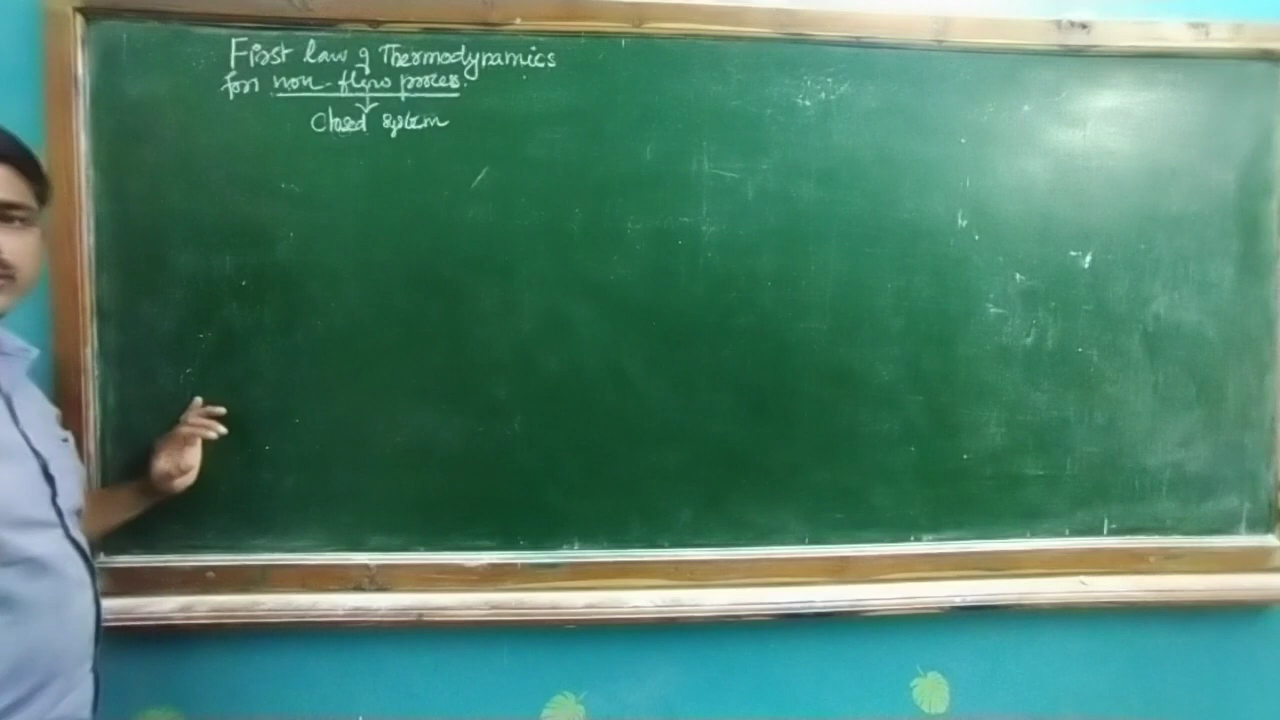 First law of Thermodynamics
for non-flow process.
Closed system